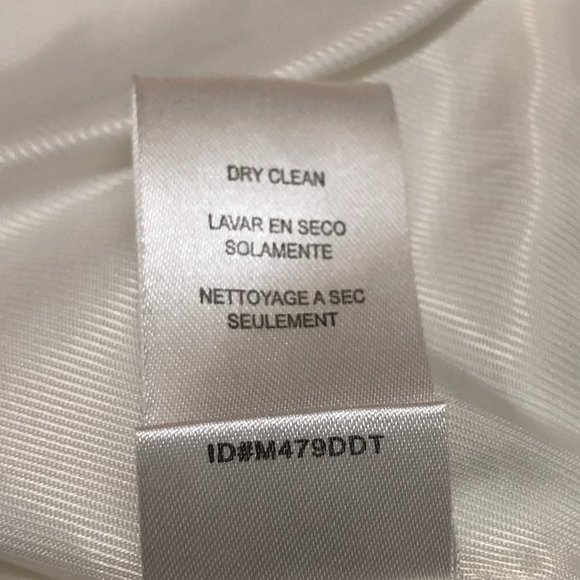 DRY CLEAN
LAVAR EN SECO
SOLAMENTE
NETTOYAGE A SEC
SEULEMENT
ID#M479DDT